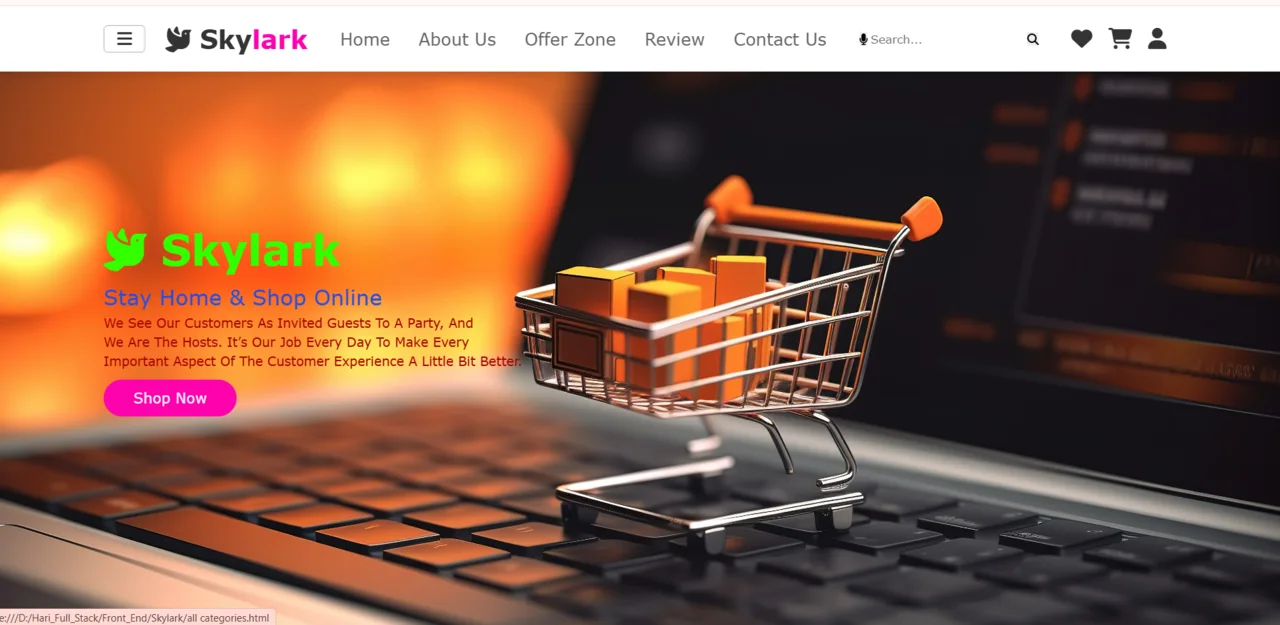 Skylark
Home
About Us
Offer Zone
Review
Contact Us
Search...
Skylark
Stay Home & Shop Online
We See Our Customers As Invited Guests To A Party, And
We Are The Hosts. It’s Our Job Every Day To Make Every
Important Aspect Of The Customer Experience A Little Bit Better.
Shop Now
e:///D:/Hari_Full_Stack/Front_End/Skylark/all categories.html